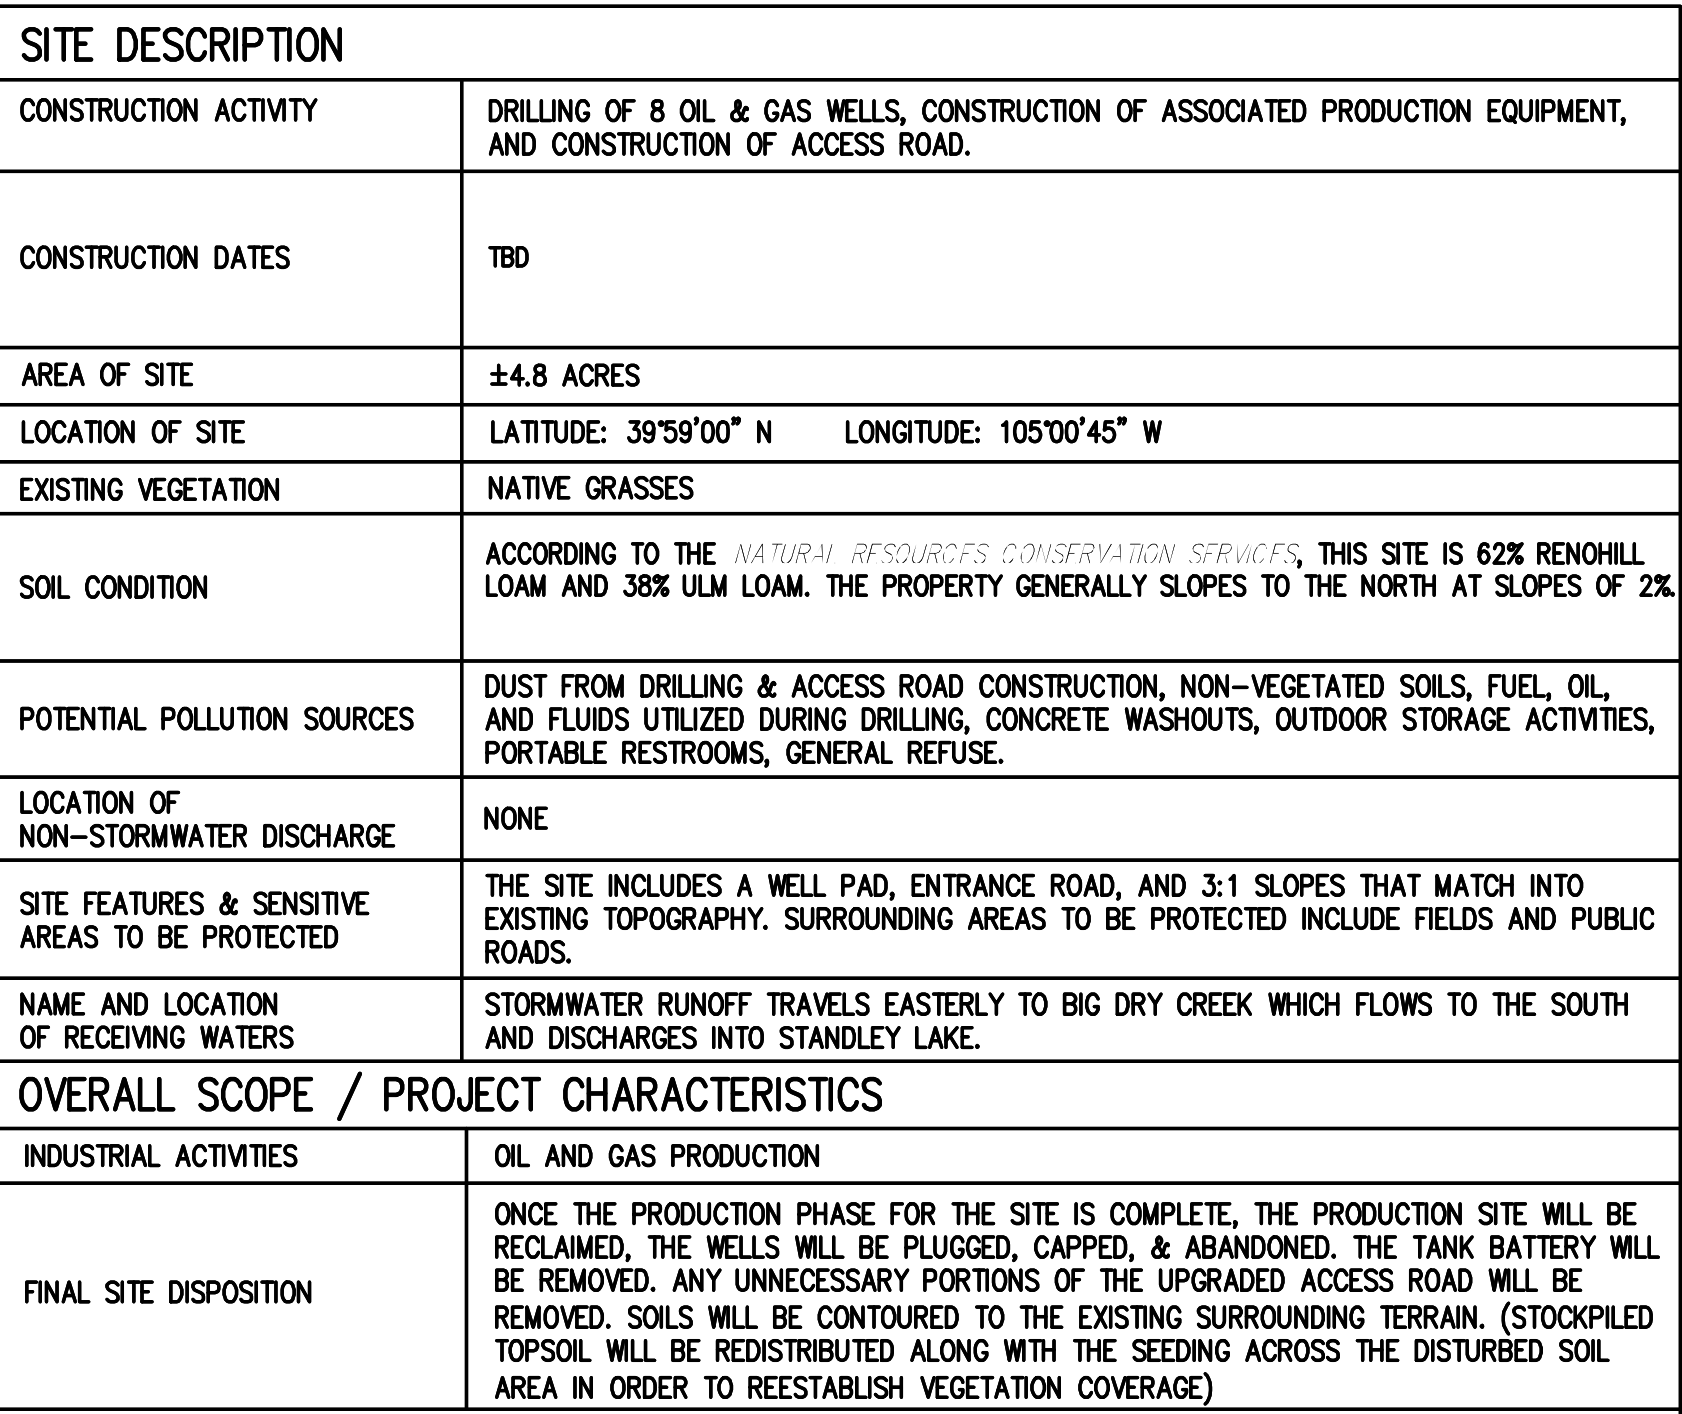 SITE DESCRIPTION
CONSTRUCTION ACTIVITY
DRILLING OF 8 OIL & GAS WELLS, CONSTRUCTION OF ASSOCIATED PRODUCTION EQUIPMENT,
AND CONSTRUCTION OF ACCESS ROAD.
CONSTRUCTION DATES
TBD
AREA OF SITE
±4.8 ACRES
LOCATION OF SITE
LATITUDE: 39°59'00" N LONGITUDE: 105°00'45" W
EXISTING VEGETATION
NATIVE GRASSES
SOIL CONDITION
ACCORDING TO THE NATURAL RESOURCES CONSERVATION SERVICES, THIS SITE IS 62% RENOHILL
LOAM AND 38% ULM LOAM. THE PROPERTY GENERALLY SLOPES TO THE NORTH AT SLOPES OF 2%.
POTENTIAL POLLUTION SOURCES
DUST FROM DRILLING & ACCESS ROAD CONSTRUCTION, NON-VEGETATED SOILS, FUEL, OIL,
AND FLUIDS UTILIZED DURING DRILLING, CONCRETE WASHOUTS, OUTDOOR STORAGE ACTIVITIES,
PORTABLE RESTROOMS, GENERAL REFUSE.
LOCATION OF
NON-STORMWATER DISCHARGE
NONE
SITE FEATURES & SENSITIVE
AREAS TO BE PROTECTED
THE SITE INCLUDES A WELL PAD, ENTRANCE ROAD, AND 3:1 SLOPES THAT MATCH INTO
EXISTING TOPOGRAPHY. SURROUNDING AREAS TO BE PROTECTED INCLUDE FIELDS AND PUBLIC
ROADS.
NAME AND LOCATION
OF RECEIVING WATERS
STORMWATER RUNOFF TRAVELS EASTERLY TO BIG DRY CREEK WHICH FLOWS TO THE SOUTH
AND DISCHARGES INTO STANDLEY LAKE.
OVERALL SCOPE / PROJECT CHARACTERISTICS
INDUSTRIAL ACTIVITIES
OIL AND GAS PRODUCTION
FINAL SITE DISPOSITION
ONCE THE PRODUCTION PHASE FOR THE SITE IS COMPLETE, THE PRODUCTION SITE WILL BE
RECLAIMED, THE WELLS WILL BE PLUGGED, CAPPED, & ABANDONED. THE TANK BATTERY WILL
BE REMOVED. ANY UNNECESSARY PORTIONS OF THE UPGRADED ACCESS ROAD WILL BE
REMOVED. SOILS WILL BE CONTOURED TO THE EXISTING SURROUNDING TERRAIN. (STOCKPILED
TOPSOIL WILL BE REDISTRIBUTED ALONG WITH THE SEEDING ACROSS THE DISTURBED SOIL
AREA IN ORDER TO REESTABLISH VEGETATION COVERAGE)